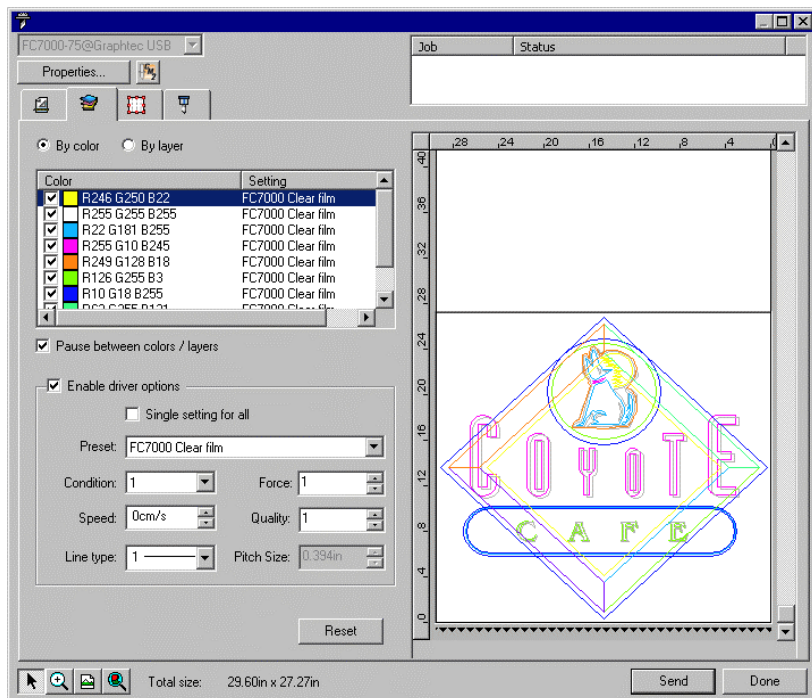 FC7000-75@Graphtec USB
Job Status
Properties...
By color By layer
Color Setting
R246 G250 B22 FC7000 Clear film
R255 G255 B255 FC7000 Clear film
R22 G181 B255 FC7000 Clear film
R255 G10 B245 FC7000 Clear film
R249 G128 B18 FC7000 Clear film
R126 G255 B3 FC7000 Clear film
R10 G18 B255 FC7000 Clear film
Pause between colors / layers
Enable driver options
Single setting for all
Preset: FC7000 Clear film
Condition: 1 Force: 1
Speed: 0cm/s Quality: 1
Line type: 1 Pitch Size: 0.394in
Reset
28 24 20 16 12 8 4 0
40
36
32
28
24
20
16
12
8
4
0
COYOTE
CAFE
Total size: 29.60in x 27.27in
Send Done